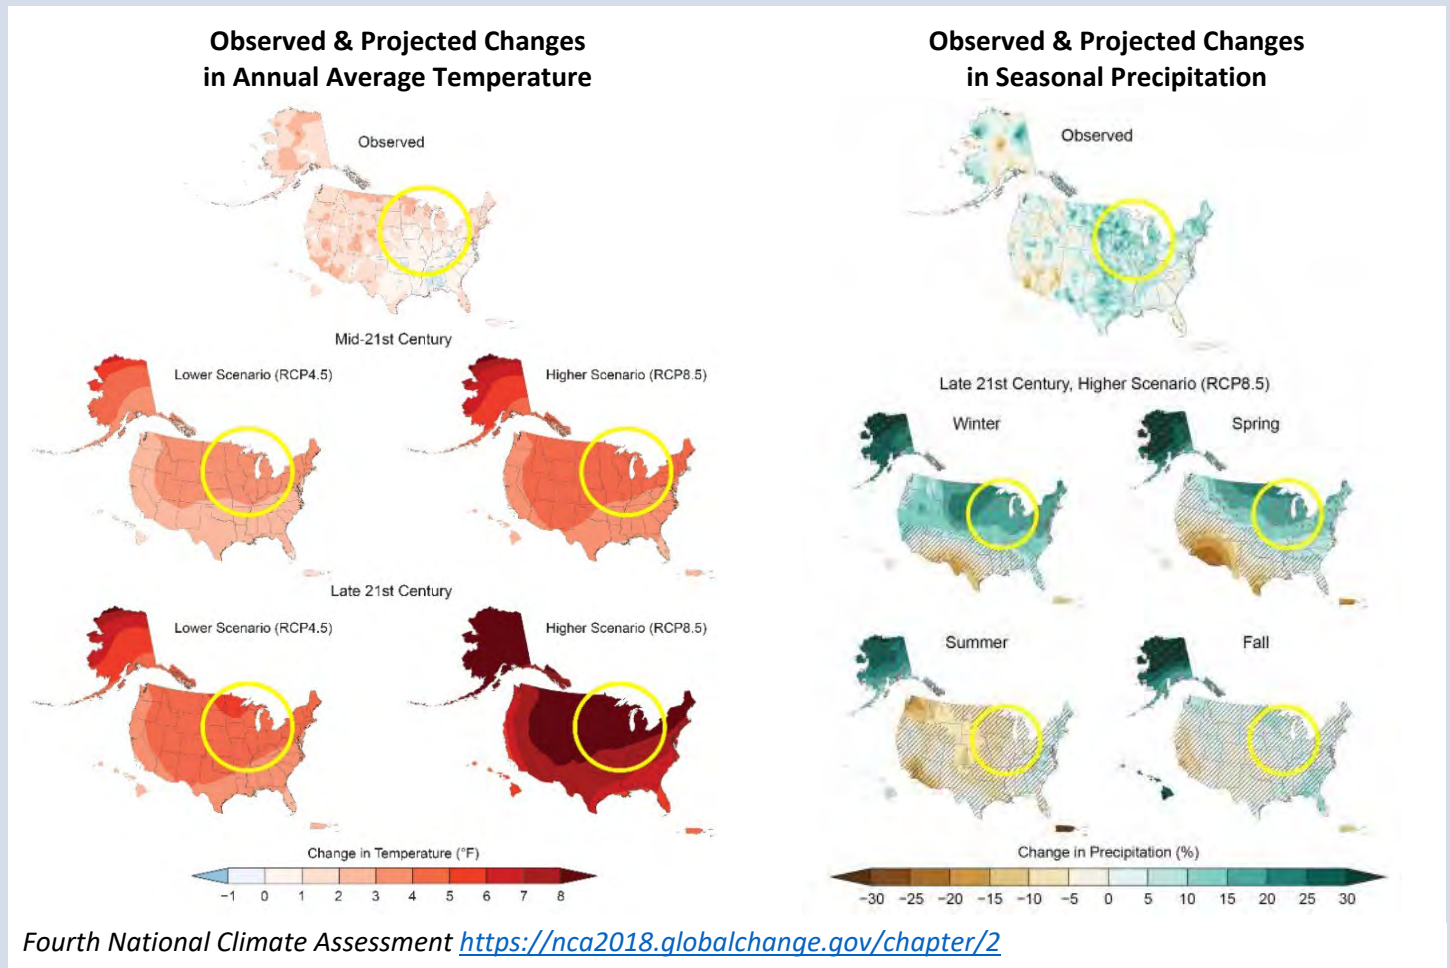 Observed & Projected Changes
in Annual Average Temperature
Observed
Mid-21st Century
Lower Scenario (RCP4.5)
Higher Scenario (RCP8.5)
Late 21st Century
Lower Scenario (RCP4.5)
Higher Scenario (RCP8.5)
Change in Temperature (°F)
−1 0 1 2 3 4 5 6 7 8
Observed & Projected Changes
in Seasonal Precipitation
Observed
Late 21st Century, Higher Scenario (RCP8.5)
Winter
Spring
Summer
Fall
Change in Precipitation (%)
−30 −25 −20 −15 −10 −5 0 5 10 15 20 25 30
Fourth National Climate Assessment https://nca2018.globalchange.gov/chapter/2